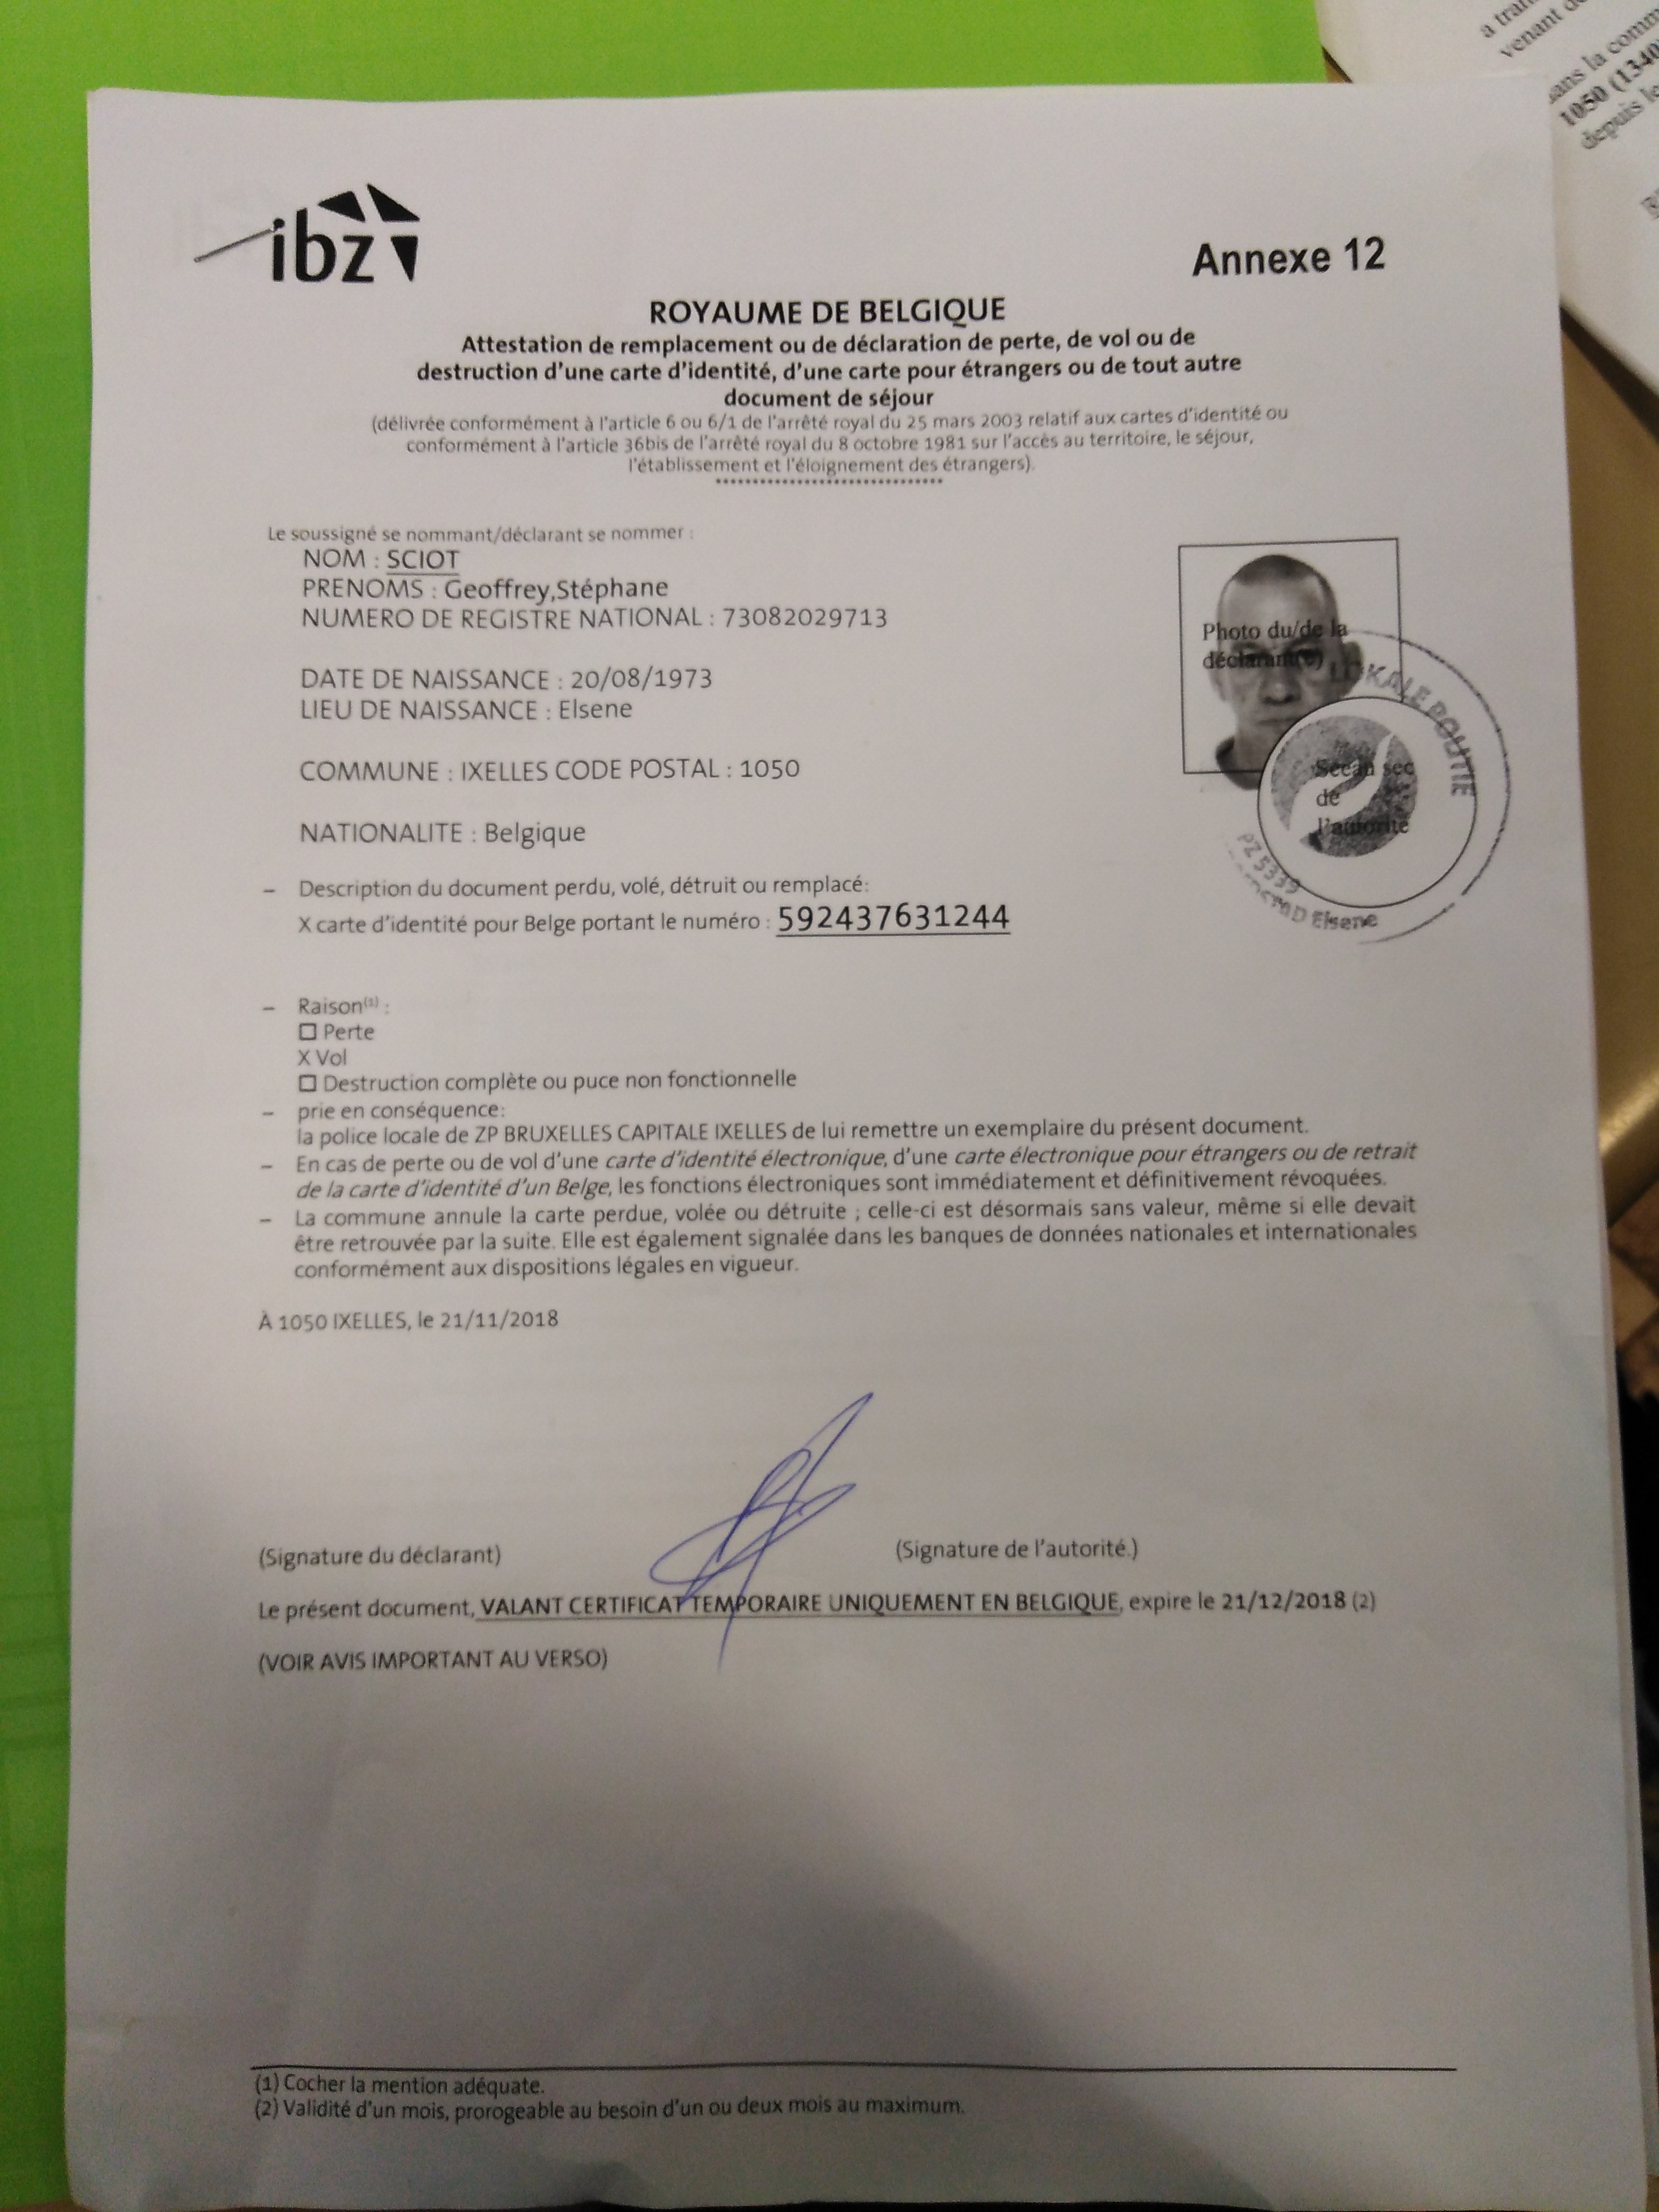 a tran
venant de
ans la comm
1050 (1340
depuis le
ibz
Annexe 12
ROYAUME DE BELGIQUE
Attestation de remplacement ou de déclaration de perte, de vol ou de
destruction d'une carte d'identité, d'une carte pour étrangers ou de tout autre
document de séjour
(délivrée conformément à l'article 6 ou 6/1 de l'arrêté royal du 25 mars 2003 relatif aux cartes d'identité ou
conformément à l'article 36bis de l'arrêté royal du 8 octobre 1981 sur l'accès au territoire, le séjour,
l'établissement et l'éloignement des étrangers).
Le soussigné se nommant/déclarant se nommer :
NOM : SCIOT
PRENOMS : Geoffrey,Stéphane
NUMERO DE REGISTRE NATIONAL : 73082029713
Photo du/de la
déclarant(e)
DATE DE NAISSANCE : 20/08/1973
LIEU DE NAISSANCE : Elsene
LOKALE POLITIE
COMMUNE : IXELLES CODE POSTAL : 1050
Sceau sec
de
l'autorité
NATIONALITE : Belgique
PZ 5339
Elsene
– Description du document perdu, volé, détruit ou remplacé:
X carte d'identité pour Belge portant le numéro : 592437631244
– Raison(1) :
☐ Perte
X Vol
☐ Destruction complète ou puce non fonctionnelle
– prie en conséquence:
la police locale de ZP BRUXELLES CAPITALE IXELLES de lui remettre un exemplaire du présent document.
– En cas de perte ou de vol d'une carte d'identité électronique, d'une carte électronique pour étrangers ou de retrait
de la carte d'identité d'un Belge, les fonctions électroniques sont immédiatement et définitivement révoquées.
– La commune annule la carte perdue, volée ou détruite ; celle-ci est désormais sans valeur, même si elle devait
être retrouvée par la suite. Elle est également signalée dans les banques de données nationales et internationales
conformément aux dispositions légales en vigueur.
À 1050 IXELLES, le 21/11/2018
(Signature du déclarant) (Signature de l'autorité.)
Le présent document, VALANT CERTIFICAT TEMPORAIRE UNIQUEMENT EN BELGIQUE, expire le 21/12/2018 (2)
(VOIR AVIS IMPORTANT AU VERSO)
(1) Cocher la mention adéquate.
(2) Validité d'un mois, prorogeable au besoin d'un ou deux mois au maximum.